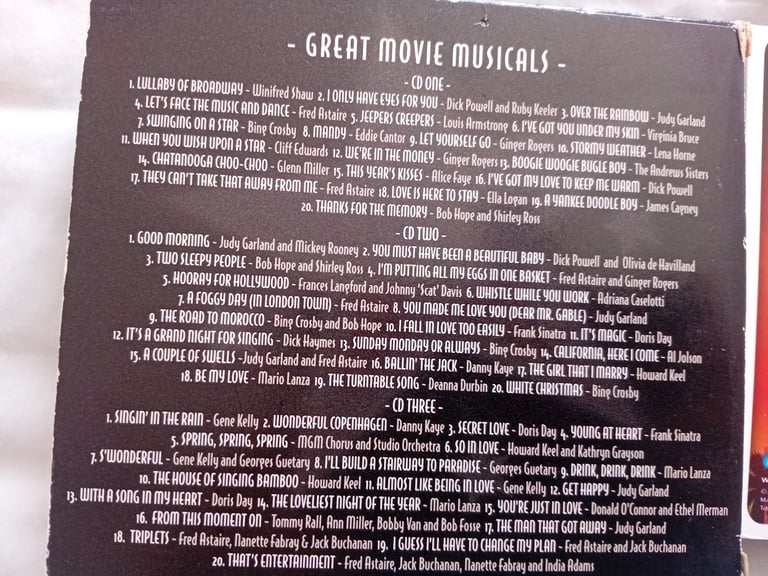 - GREAT MOVIE MUSICALS -
- CD ONE -
1. LULLABY OF BROADWAY - Winifred Shaw 2. I ONLY HAVE EYES FOR YOU - Dick Powell and Ruby Keeler 3. OVER THE RAINBOW - Judy Garland
4. LET'S FACE THE MUSIC AND DANCE - Fred Astaire 5. JEEPERS CREEPERS - Louis Armstrong 6. I'VE GOT YOU UNDER MY SKIN - Virginia Bruce
7. SWINGING ON A STAR - Bing Crosby 8. MANDY - Eddie Cantor 9. LET YOURSELF GO - Ginger Rogers 10. STORMY WEATHER - Lena Horne
11. WHEN YOU WISH UPON A STAR - Cliff Edwards 12. WE'RE IN THE MONEY - Ginger Rogers 13. BOOGIE WOOGIE BUGLE BOY - The Andrews Sisters
14. CHATANOOGA CHOO-CHOO - Glenn Miller 15. THIS YEAR'S KISSES - Alice Faye 16. I'VE GOT MY LOVE TO KEEP ME WARM - Dick Powell
17. THEY CAN'T TAKE THAT AWAY FROM ME - Fred Astaire 18. LOVE IS HERE TO STAY - Ella Logan 19. A YANKEE DOODLE BOY - James Cagney
20. THANKS FOR THE MEMORY - Bob Hope and Shirley Ross
- CD TWO -
1. GOOD MORNING - Judy Garland and Mickey Rooney 2. YOU MUST HAVE BEEN A BEAUTIFUL BABY - Dick Powell and Olivia de Havilland
3. TWO SLEEPY PEOPLE - Bob Hope and Shirley Ross 4. I'M PUTTING ALL MY EGGS IN ONE BASKET - Fred Astaire and Ginger Rogers
5. HOORAY FOR HOLLYWOOD - Frances Langford and Johnny 'Scat' Davis 6. WHISTLE WHILE YOU WORK - Adriana Caselotti
7. A FOGGY DAY (IN LONDON TOWN) - Fred Astaire 8. YOU MADE ME LOVE YOU (DEAR MR. GABLE) - Judy Garland
9. THE ROAD TO MOROCCO - Bing Crosby and Bob Hope 10. I FALL IN LOVE TOO EASILY - Frank Sinatra 11. IT'S MAGIC - Doris Day
12. IT'S A GRAND NIGHT FOR SINGING - Dick Haymes 13. SUNDAY MONDAY OR ALWAYS - Bing Crosby 14. CALIFORNIA, HERE I COME - Al Jolson
15. A COUPLE OF SWELLS -Judy Garland and Fred Astaire 16. BALLIN' THE JACK - Danny Kaye 17. THE GIRL THAT I MARRY - Howard Keel
18. BE MY LOVE - Mario Lanza 19. THE TURNTABLE SONG - Deanna Durbin 20. WHITE CHRISTMAS - Bing Crosby
- CD THREE -
1. SINGIN' IN THE RAIN - Gene Kelly 2. WONDERFUL COPENHAGEN - Danny Kaye 3. SECRET LOVE - Doris Day 4. YOUNG AT HEART - Frank Sinatra
5. SPRING, SPRING, SPRING - MGM Chorus and Studio Orchestra 6. SO IN LOVE - Howard Keel and Kathryn Grayson
7. S'WONDERFUL - Gene Kelly and Georges Guetary 8. I'LL BUILD A STAIRWAY TO PARADISE - Georges Guetary 9. DRINK, DRINK, DRINK - Mario Lanza
10. THE HOUSE OF SINGING BAMBOO - Howard Keel 11. ALMOST LIKE BEING IN LOVE - Gene Kelly 12. GET HAPPY - Judy Garland
13. WITH A SONG IN MY HEART - Doris Day 14. THE LOVELIEST NIGHT OF THE YEAR - Mario Lanza 15. YOU'RE JUST IN LOVE - Donald O'Connor and Ethel Merman
16. FROM THIS MOMENT ON - Tommy Rall, Ann Miller, Bobby Van and Bob Fosse 17. THE MAN THAT GOT AWAY - Judy Garland
18. TRIPLETS - Fred Astaire, Nanette Fabray & Jack Buchanan 19. I GUESS I'LL HAVE TO CHANGE MY PLAN - Fred Astaire and Jack Buchanan
20. THAT'S ENTERTAINMENT - Fred Astaire, Jack Buchanan, Nanette Fabray and India Adams